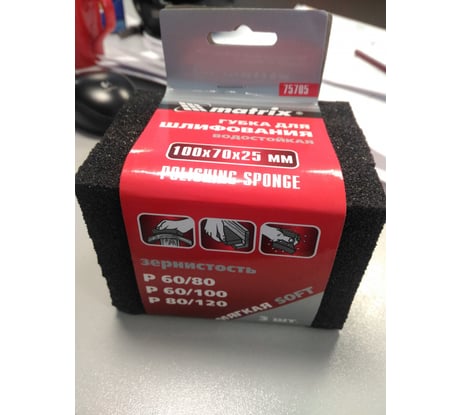 75705
matrix®
ГУБКА ДЛЯ
ШЛИФОВАНИЯ
ВОДОСТОЙКАЯ
100x70x25 ММ
POLISHING SPONGE
зернистость
P 60/80
P 60/100
P 80/120
МЯГКАЯ SOFT
3 ШТ.